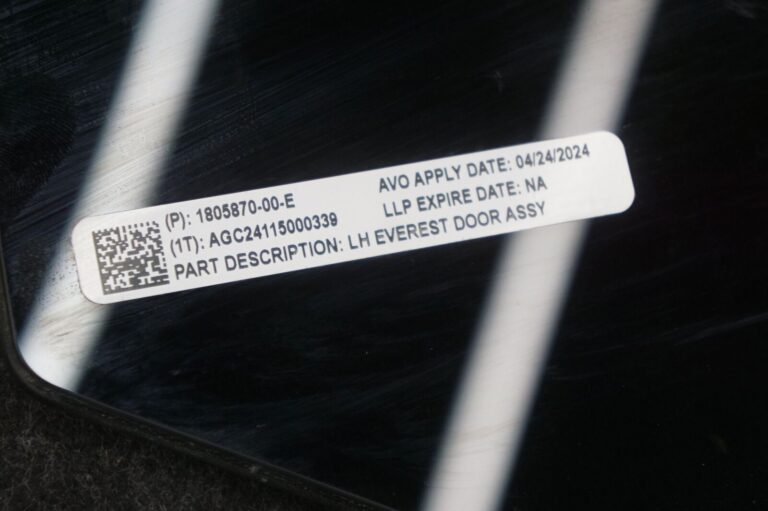 (P): 1805870-00-E
AVO APPLY DATE: 04/24/2024
(1T): AGC24115000339
LLP EXPIRE DATE: NA
PART DESCRIPTION: LH EVEREST DOOR ASSY